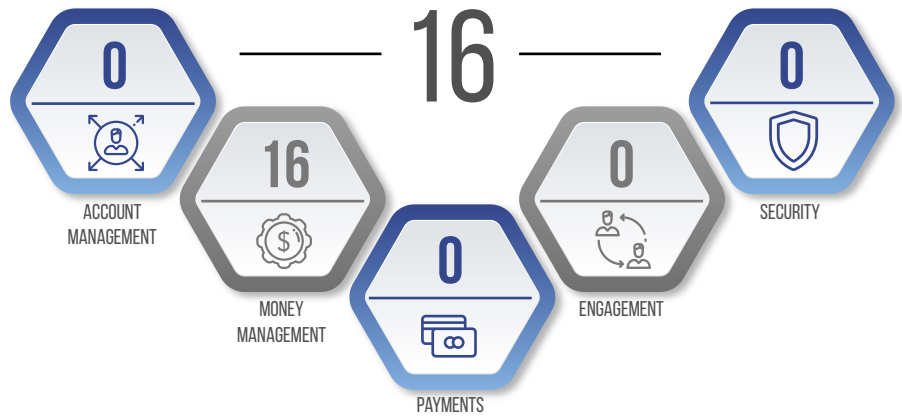 16
0
ACCOUNT
MANAGEMENT
16
$
MONEY
MANAGEMENT
0
PAYMENTS
0
ENGAGEMENT
0
SECURITY